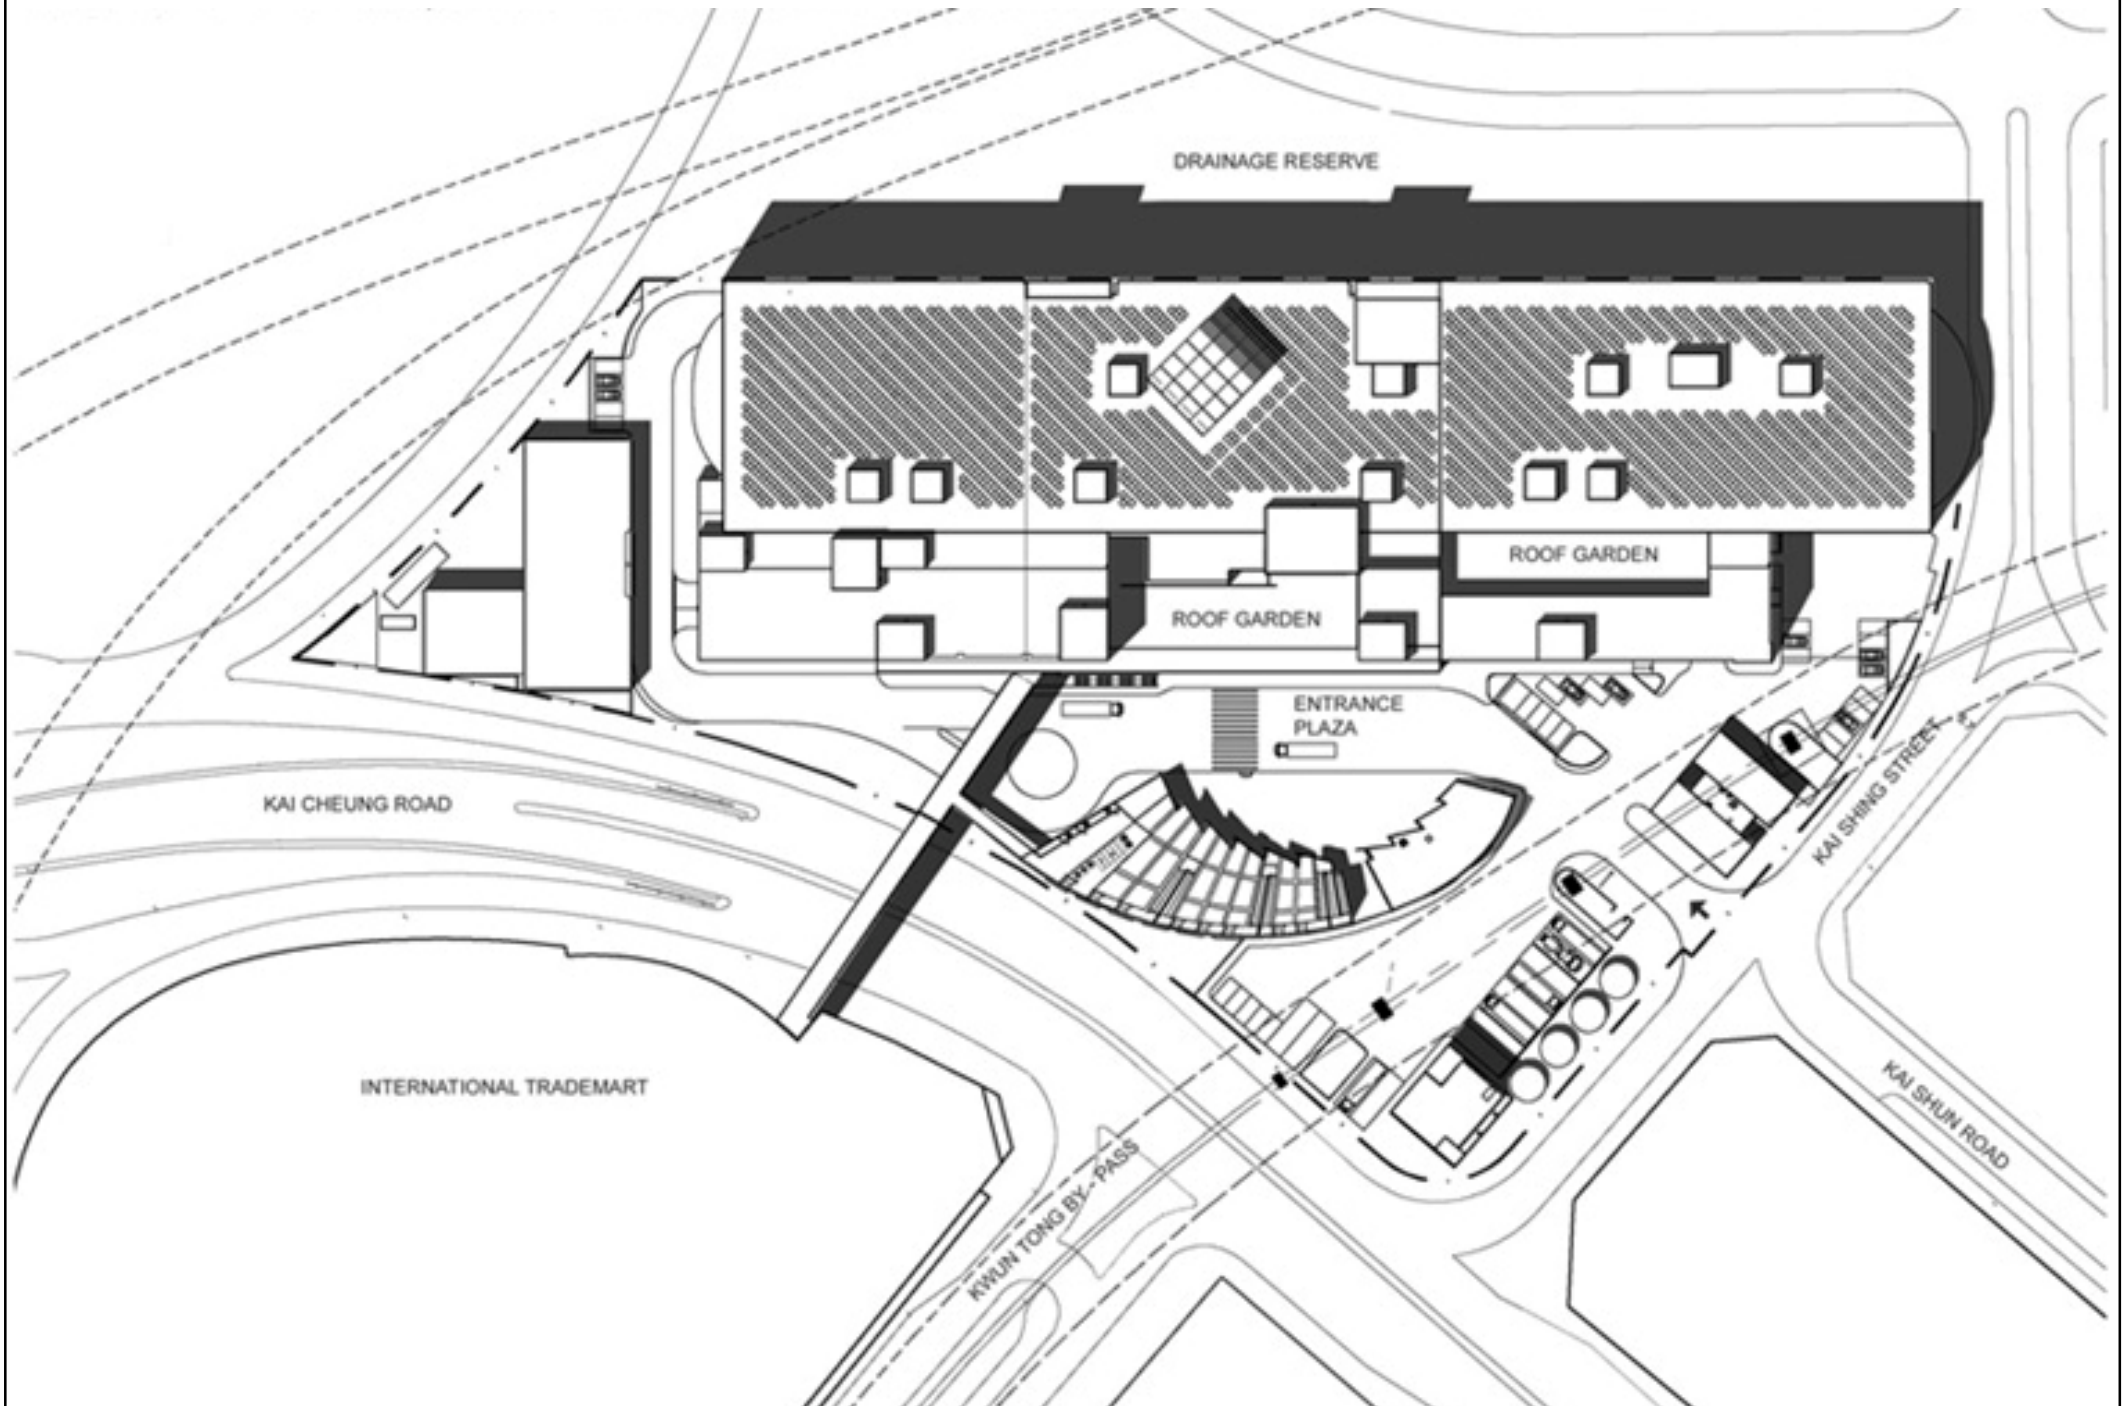 DRAINAGE RESERVE
ROOF GARDEN
ROOF GARDEN
ENTRANCE
PLAZA
KAI CHEUNG ROAD
KAI SHING STREET
INTERNATIONAL TRADEMART
KAI SHUN ROAD
KWUN TONG BY - PASS